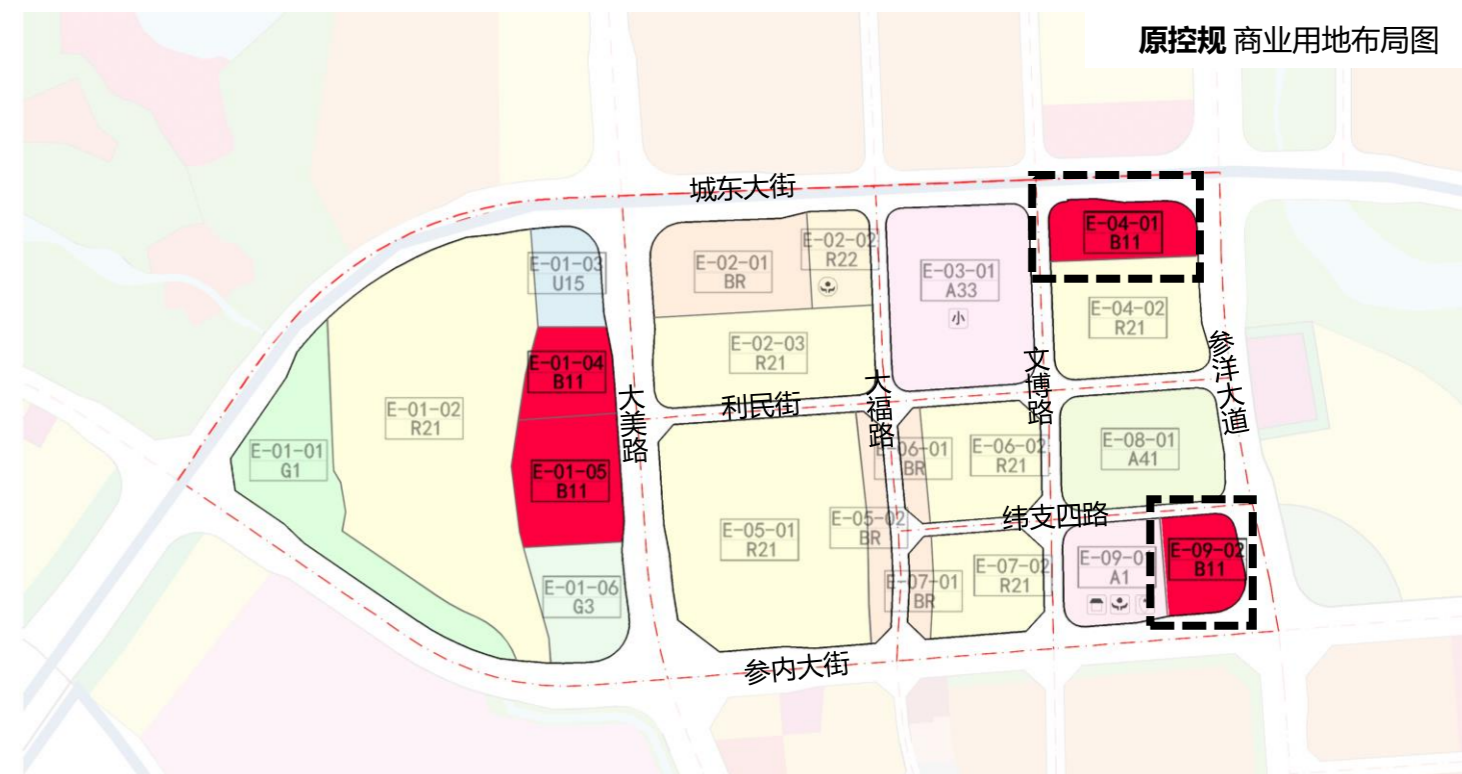 原控规 商业用地布局图
城东大街
E-04-01
B11
E-02-02
R22
E-01-03
U15
E-02-01
BR
E-03-01
A33
小
E-04-02
R21
E-02-03
R21
E-01-04
B11
大美路
利民街
大福路
文博路
参洋大道
E-01-02
R21
E-01-01
G1
E-01-05
B11
E-06-01
BR
E-06-02
R21
E-08-01
A41
E-05-01
R21
E-05-02
BR
纬支四路
E-09-01
A1
E-09-02
B11
E-01-06
G3
E-07-01
BR
E-07-02
R21
参内大街